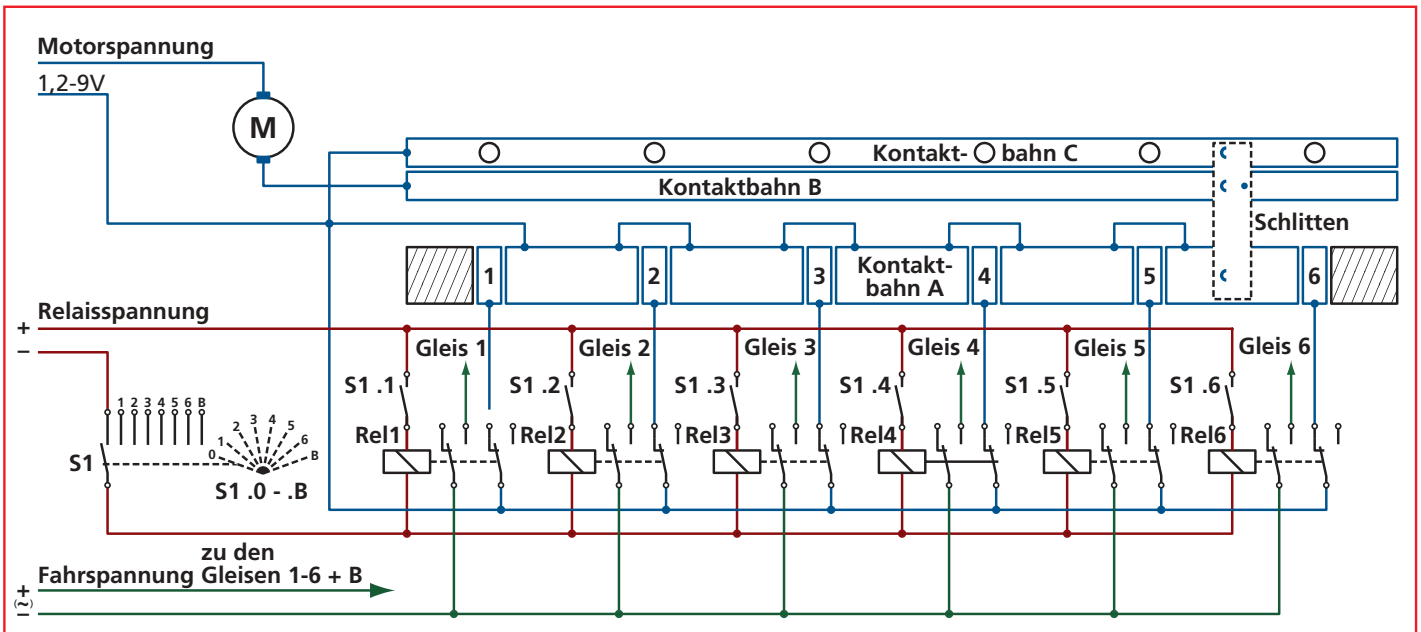 Motorspannung
1,2-9V
M
Kontakt- bahn C
Kontaktbahn B
Schlitten
1 2 3 Kontakt- 4 5 6
bahn A
Relaisspannung
+
−
Gleis 1 Gleis 2 Gleis 3 Gleis 4 Gleis 5 Gleis 6
S1 .1 S1 .2 S1 .3 S1 .4 S1 .5 S1 .6
1 2 3 4 5 6 B
0 1 2 3 4 5 6 B
Rel1 Rel2 Rel3 Rel4 Rel5 Rel6
S1
S1 .0 - .B
zu den
Fahrspannung Gleisen 1-6 + B
+
(~)
−